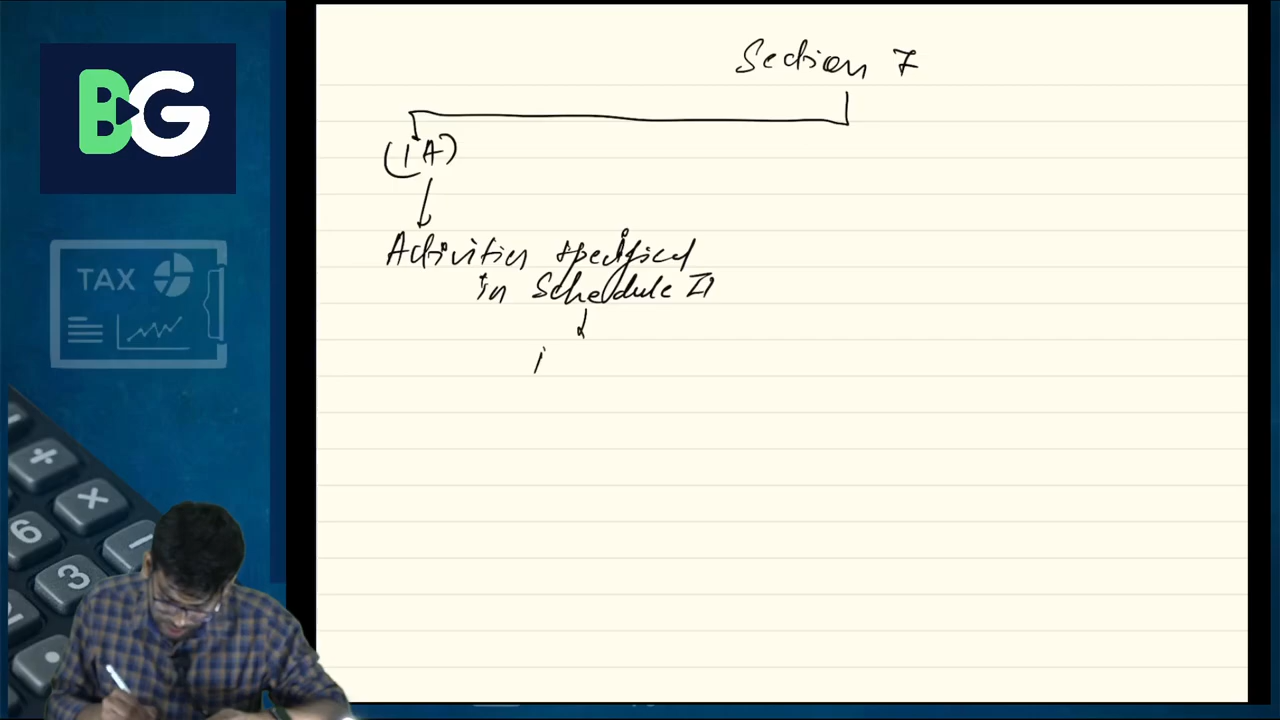 BG
Section 7
(1A)
Activities specified
in Schedule II
i
TAX